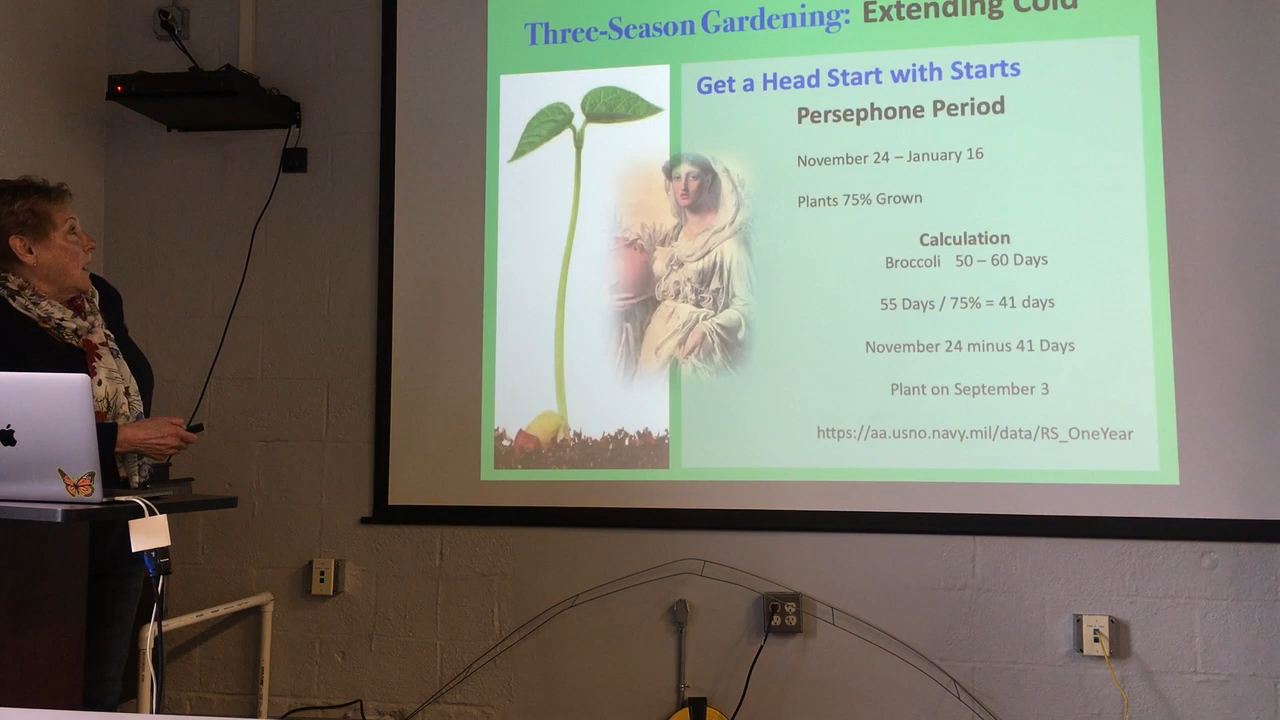 Three-Season Gardening: Extending Cold
Get a Head Start with Starts
Persephone Period
November 24 – January 16
Plants 75% Grown
Calculation
Broccoli 50 – 60 Days
55 Days / 75% = 41 days
November 24 minus 41 Days
Plant on September 3
https://aa.usno.navy.mil/data/RS_OneYear